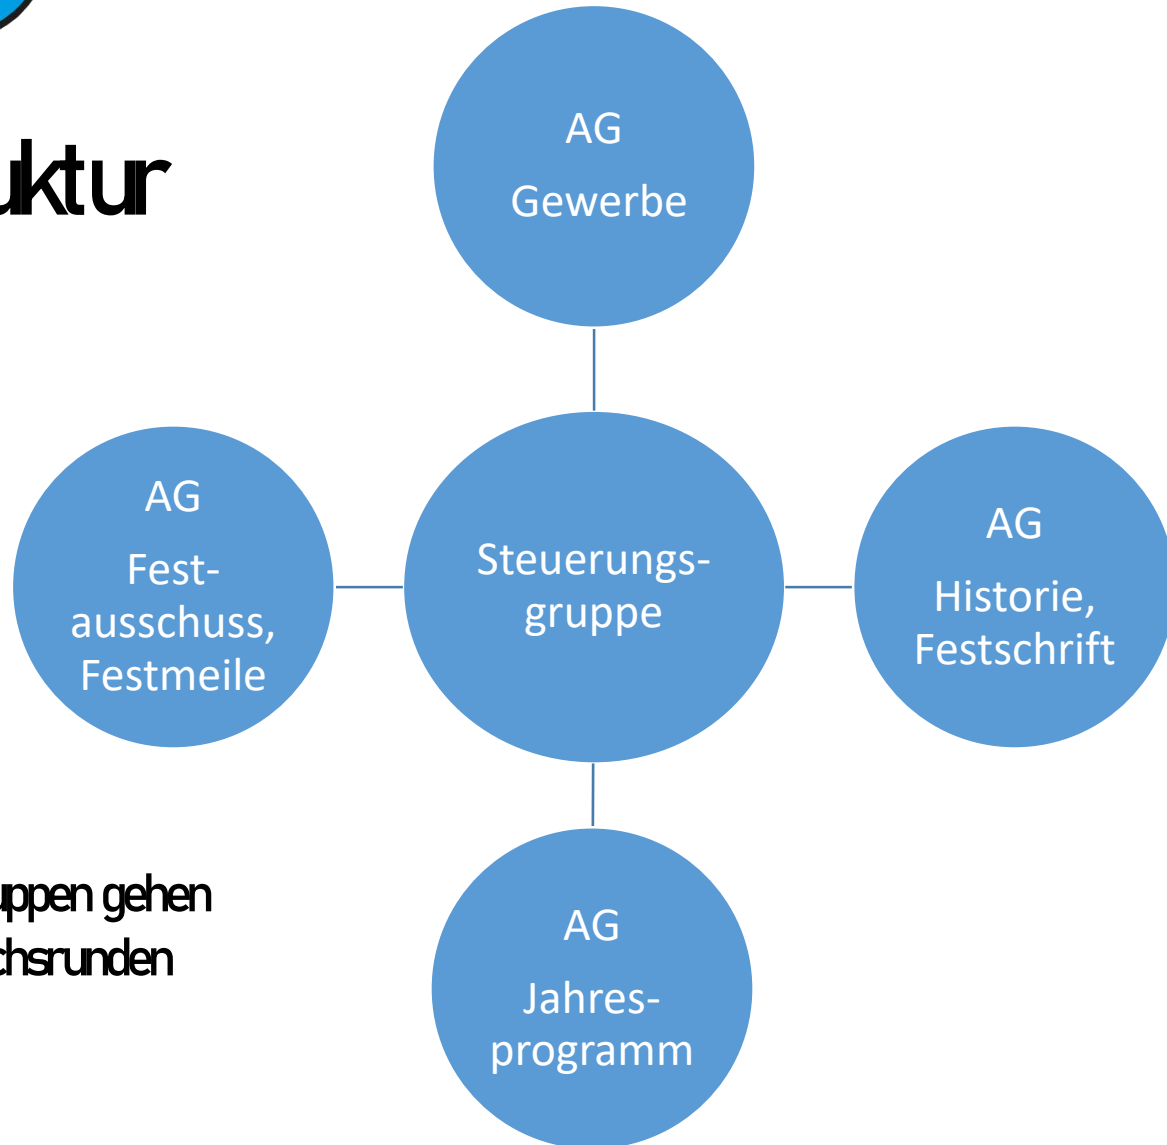 AG
Gewerbe
uktur
AG
Fest-
ausschuss,
Festmeile
Steuerungs-
gruppe
AG
Historie,
Festschrift
uppen gehen
chsrunden
AG
Jahres-
programm